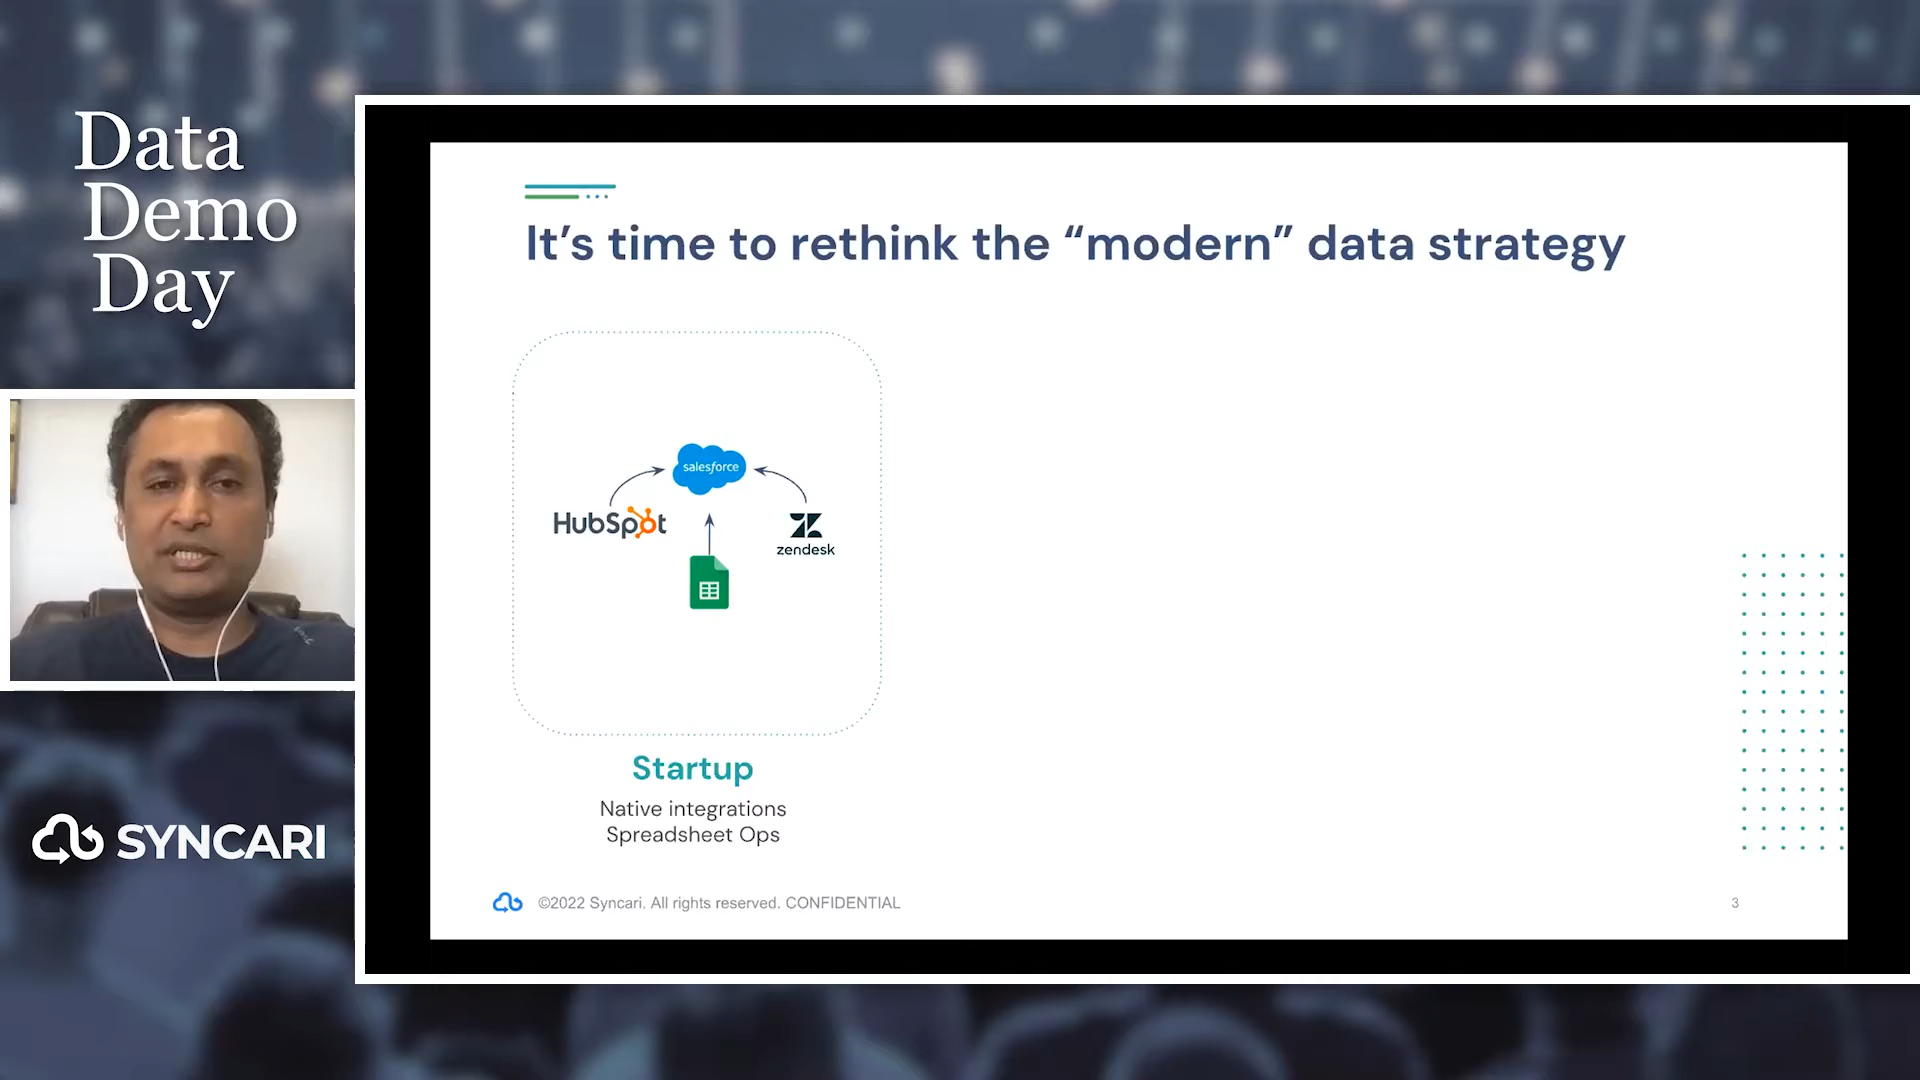 Data
Demo
Day
It’s time to rethink the “modern” data strategy
salesforce
HubSpot
zendesk
Startup
Native integrations
Spreadsheet Ops
SYNCARI
©2022 Syncari. All rights reserved. CONFIDENTIAL
3